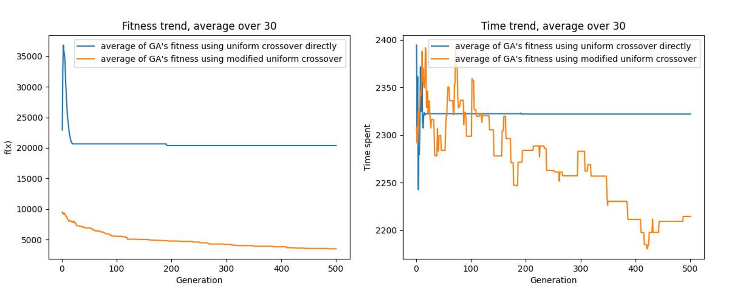 Fitness trend, average over 30
average of GA's fitness using uniform crossover directly
average of GA's fitness using modified uniform crossover
35000
30000
25000
20000
15000
10000
5000
f(x)
0
100
200
300
400
500
Generation
Time trend, average over 30
average of GA's fitness using uniform crossover directly
average of GA's fitness using modified uniform crossover
2400
2350
2300
2250
2200
Time spent
0
100
200
300
400
500
Generation